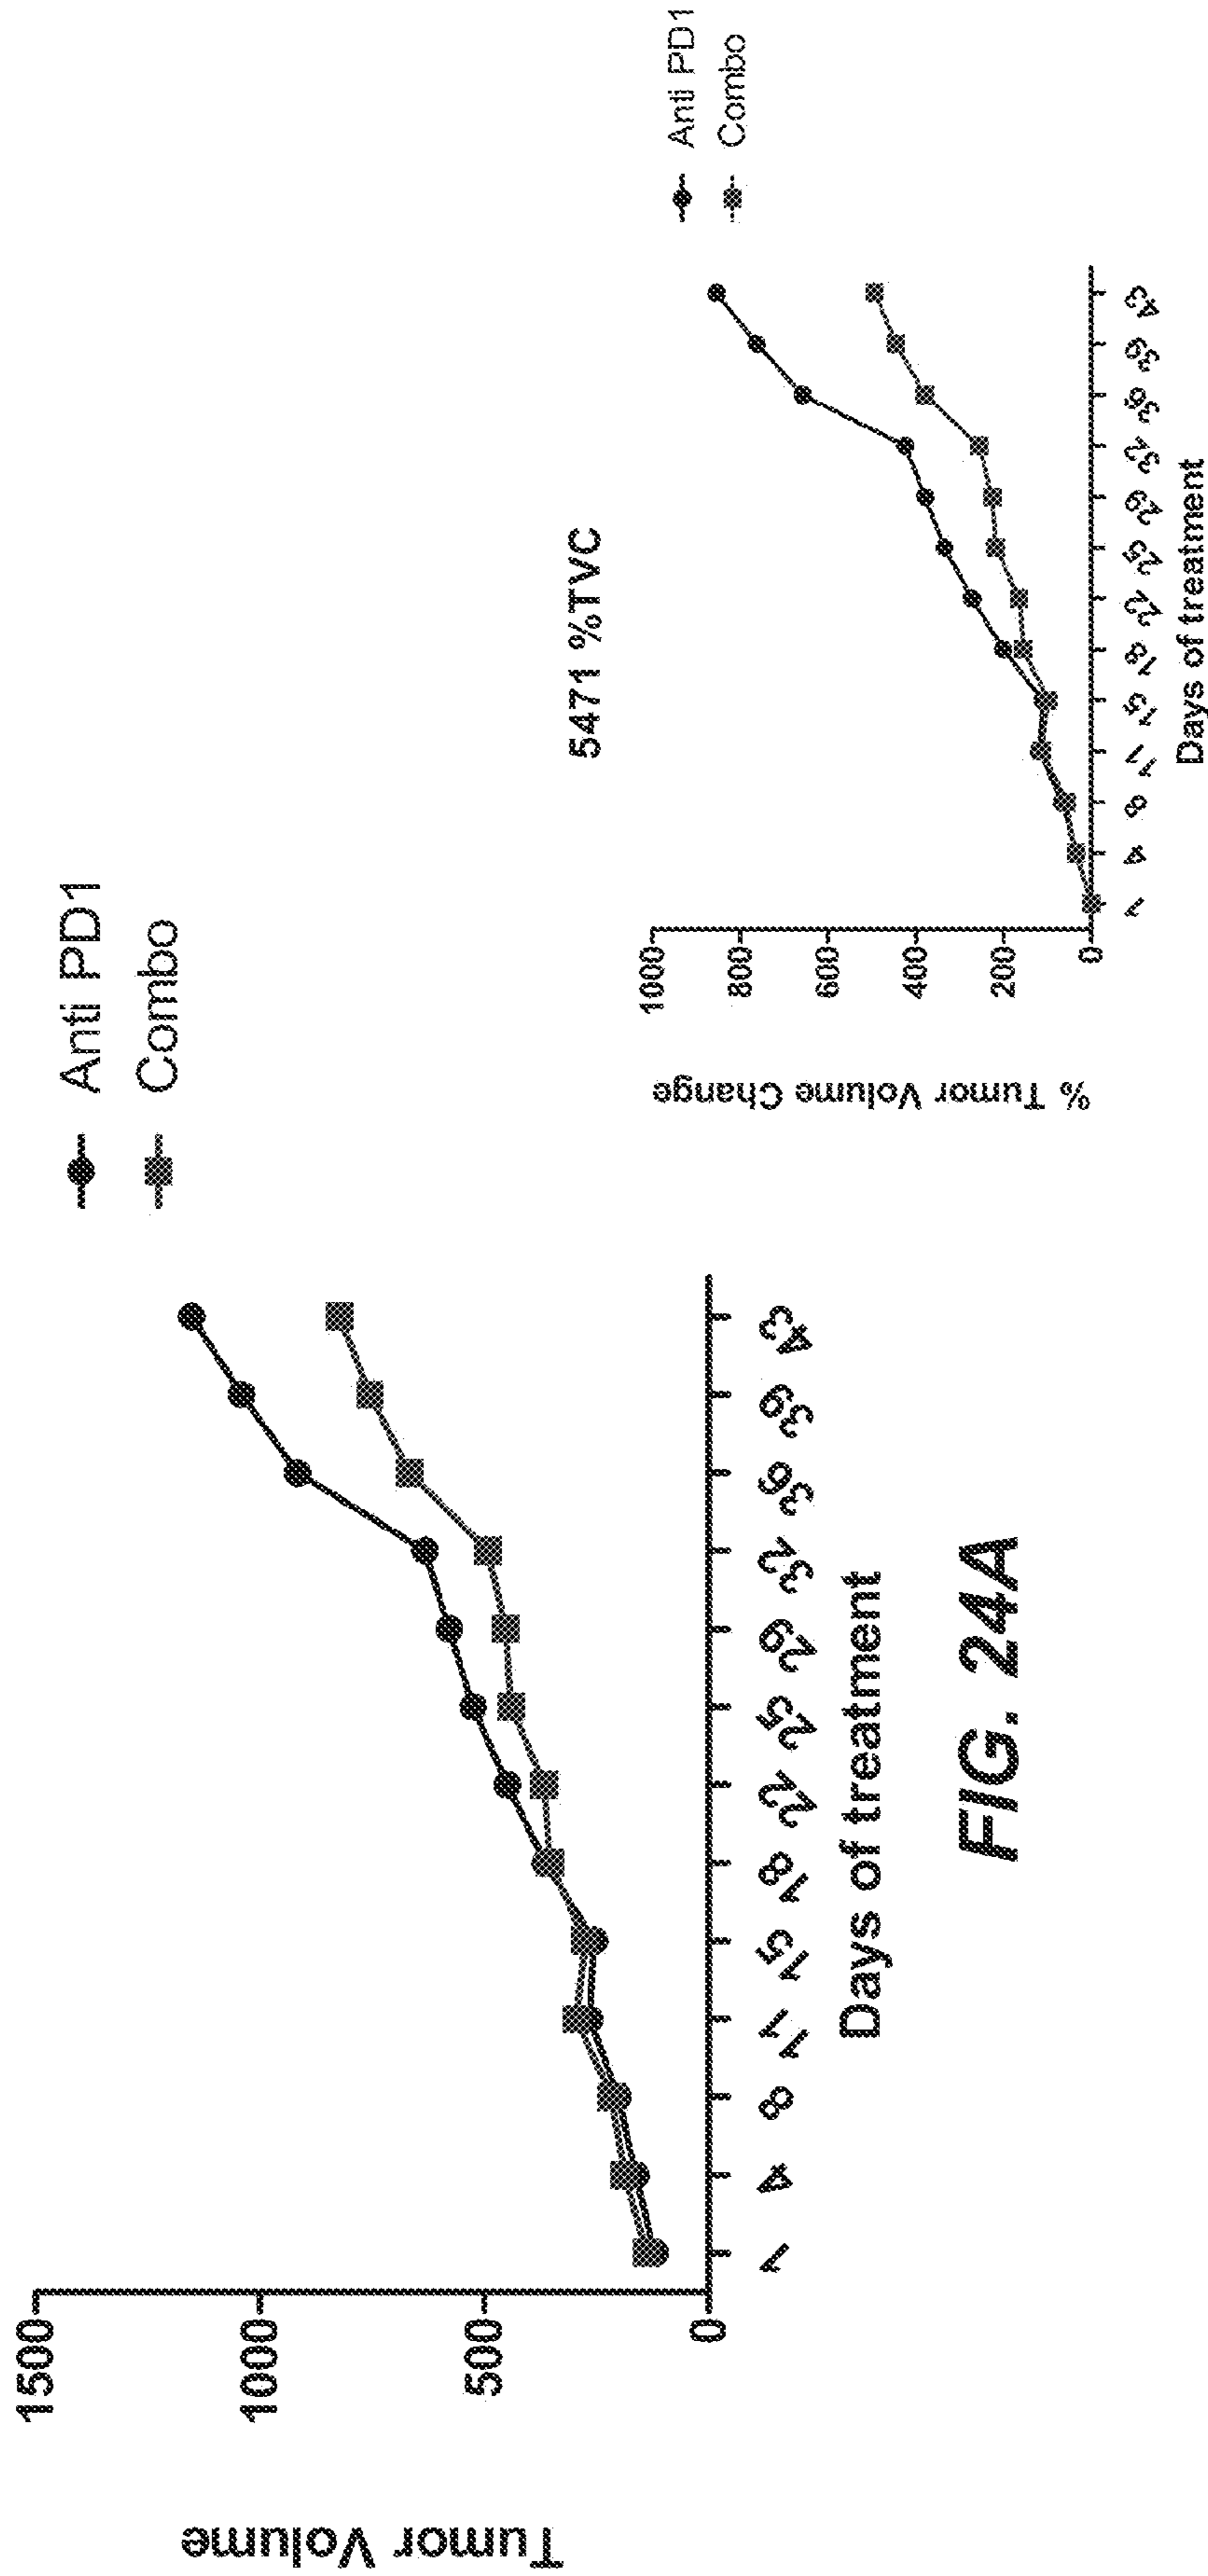 Anti PD1
Combo
Tumor Volume
1500
1000
500
0
1 4 8 11 15 18 22 25 29 32 36 39 43
Days of treatment
FIG. 24A
5471 %TVC
Anti PD1
Combo
% Tumor Volume Change
1000
800
600
400
200
0
1 4 8 11 15 18 22 25 29 32 36 39 43
Days of treatment